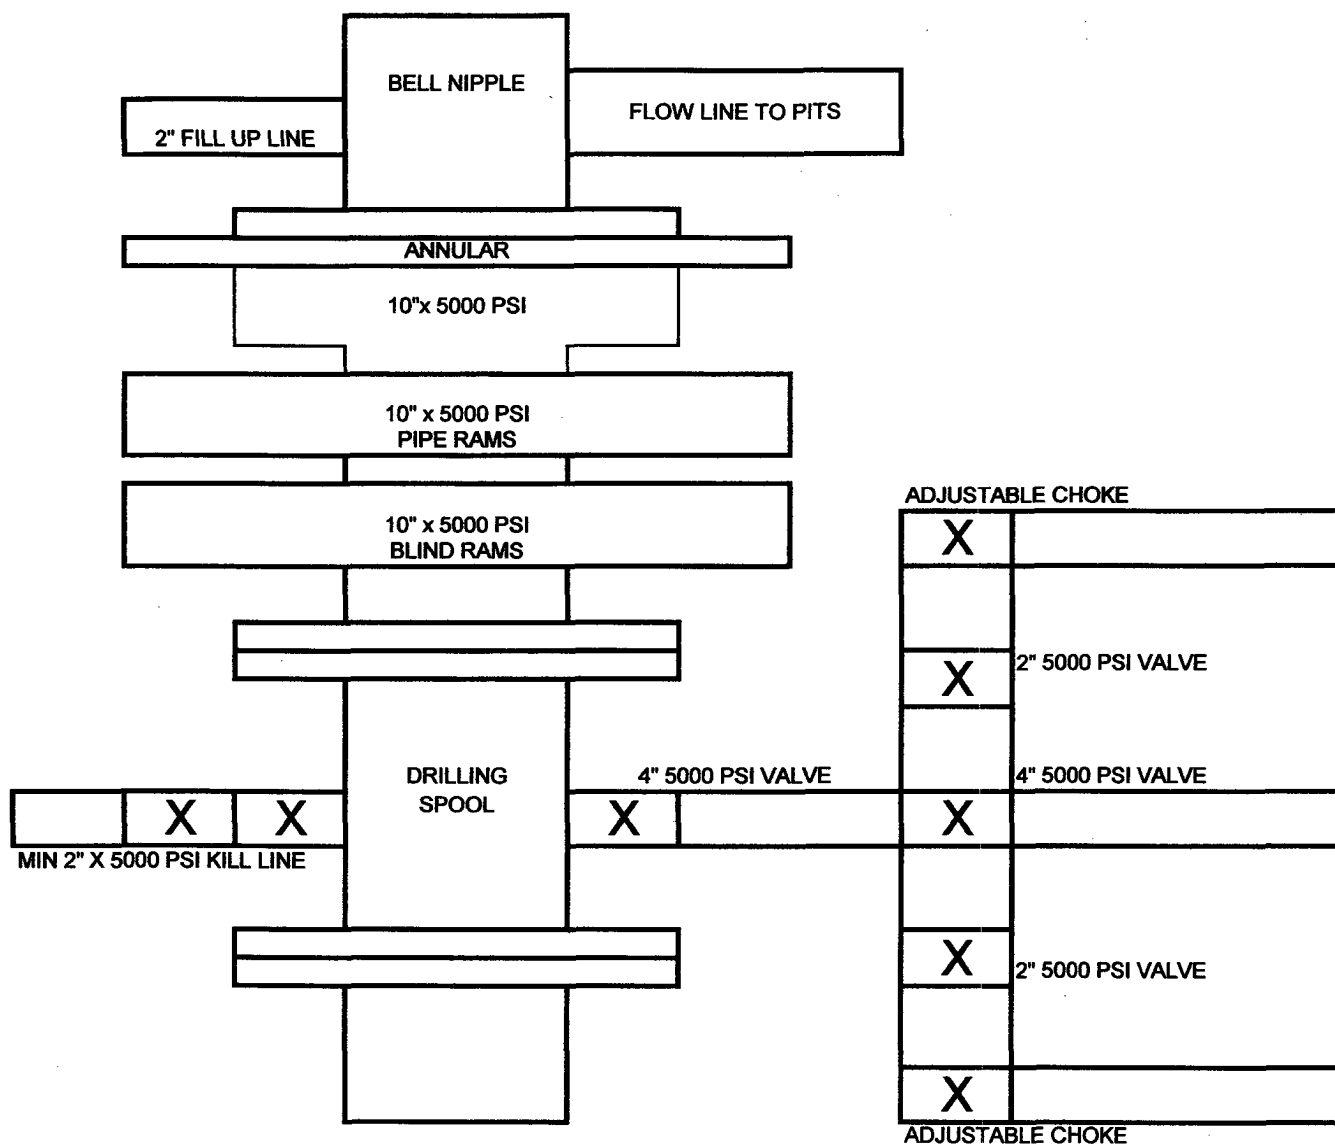 BELL NIPPLE
FLOW LINE TO PITS
2" FILL UP LINE
ANNULAR
10"x 5000 PSI
10" x 5000 PSI
PIPE RAMS
10" x 5000 PSI
BLIND RAMS
ADJUSTABLE CHOKE
X
2" 5000 PSI VALVE
X
DRILLING
SPOOL
4" 5000 PSI VALVE
4" 5000 PSI VALVE
X
X
X
X
MIN 2" X 5000 PSI KILL LINE
X
2" 5000 PSI VALVE
X
ADJUSTABLE CHOKE